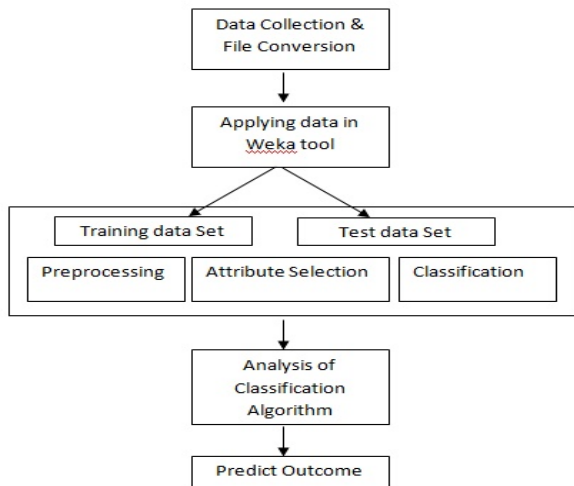 Data Collection &
File Conversion
Applying data in
Weka tool
Training data Set
Test data Set
Preprocessing
Attribute Selection
Classification
Analysis of
Classification
Algorithm
Predict Outcome